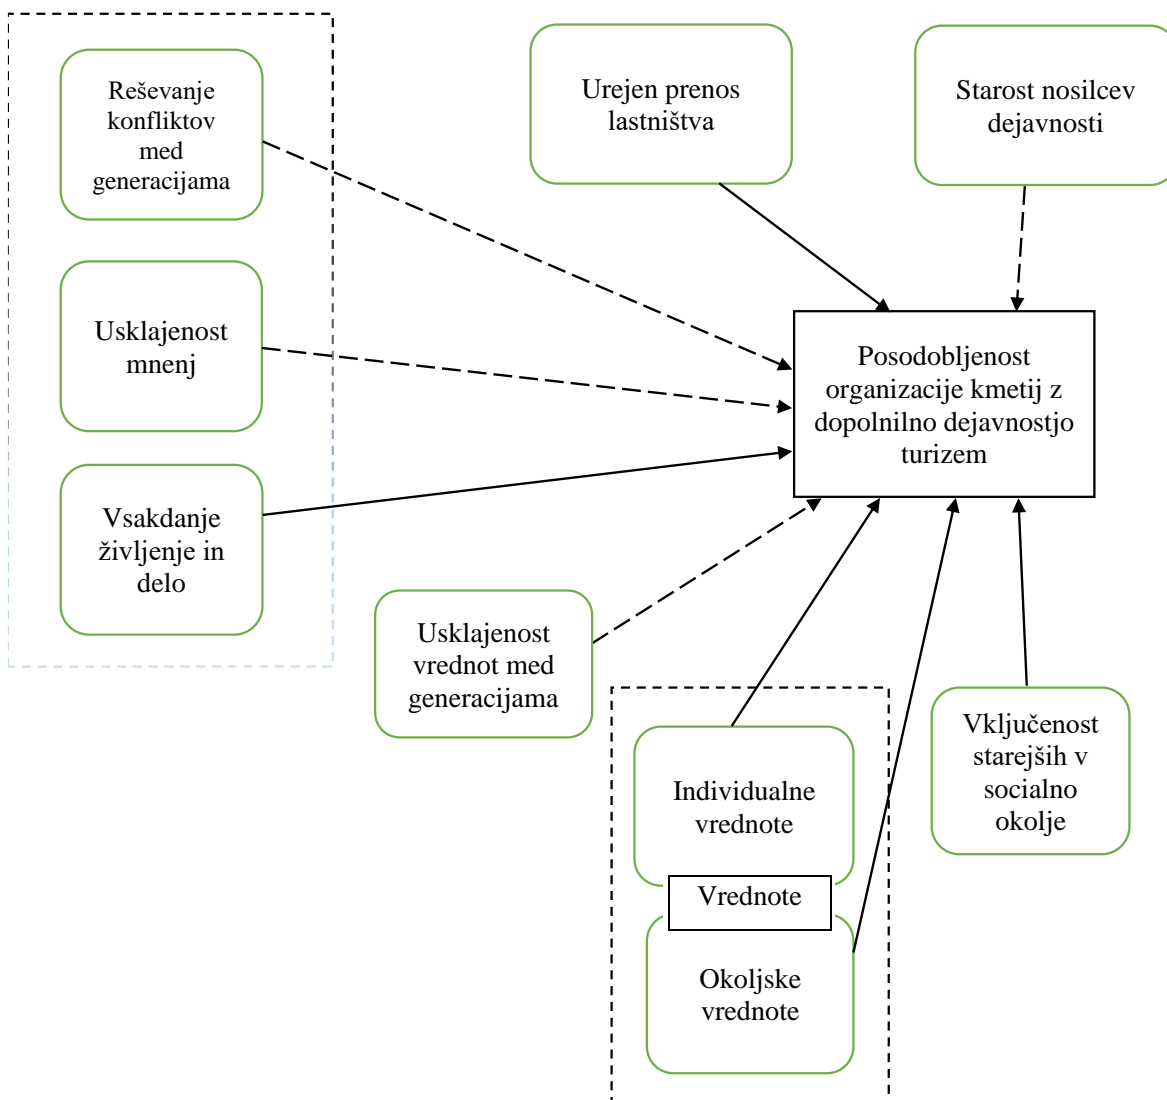 Reševanje
konfliktov
med
generacijama
Urejen prenos
lastništva
Starost nosilcev
dejavnosti
Usklajenost
mnenj
Posodobljenost
organizacije kmetij z
dopolnilno dejavnostjo
turizem
Vsakdanje
življenje in
delo
Usklajenost
vrednot med
generacijama
Vključenost
starejših v
socialno
okolje
Individualne
vrednote
Vrednote
Okoljske
vrednote